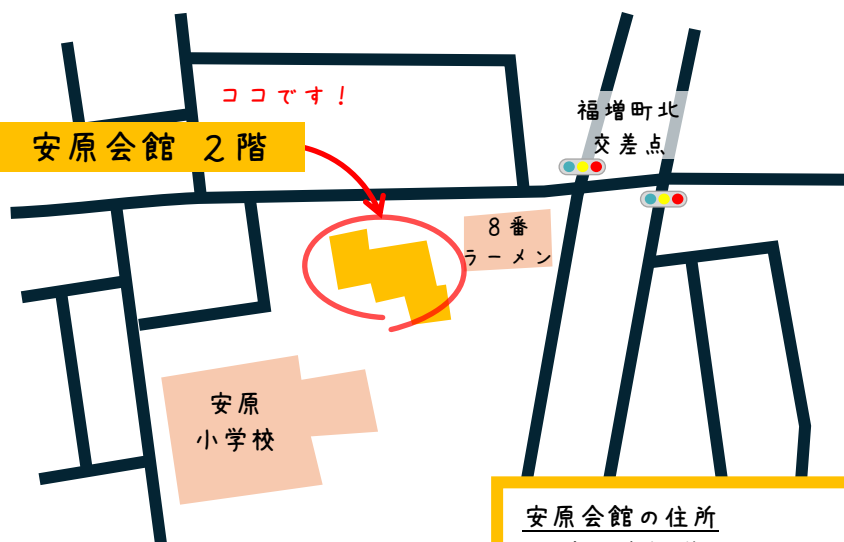 ココです！
福増町北
交差点
安原会館 2階
8番
ラーメン
安原
小学校
安原会館の住所